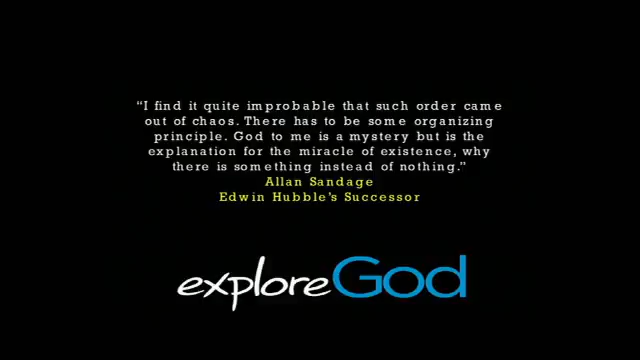 “I find it quite improbable that such order came
out of chaos. There has to be some organizing
principle. God to me is a mystery but is the
explanation for the miracle of existence, why
there is something instead of nothing.”
Allan Sandage
Edwin Hubble’s Successor
exploreGod